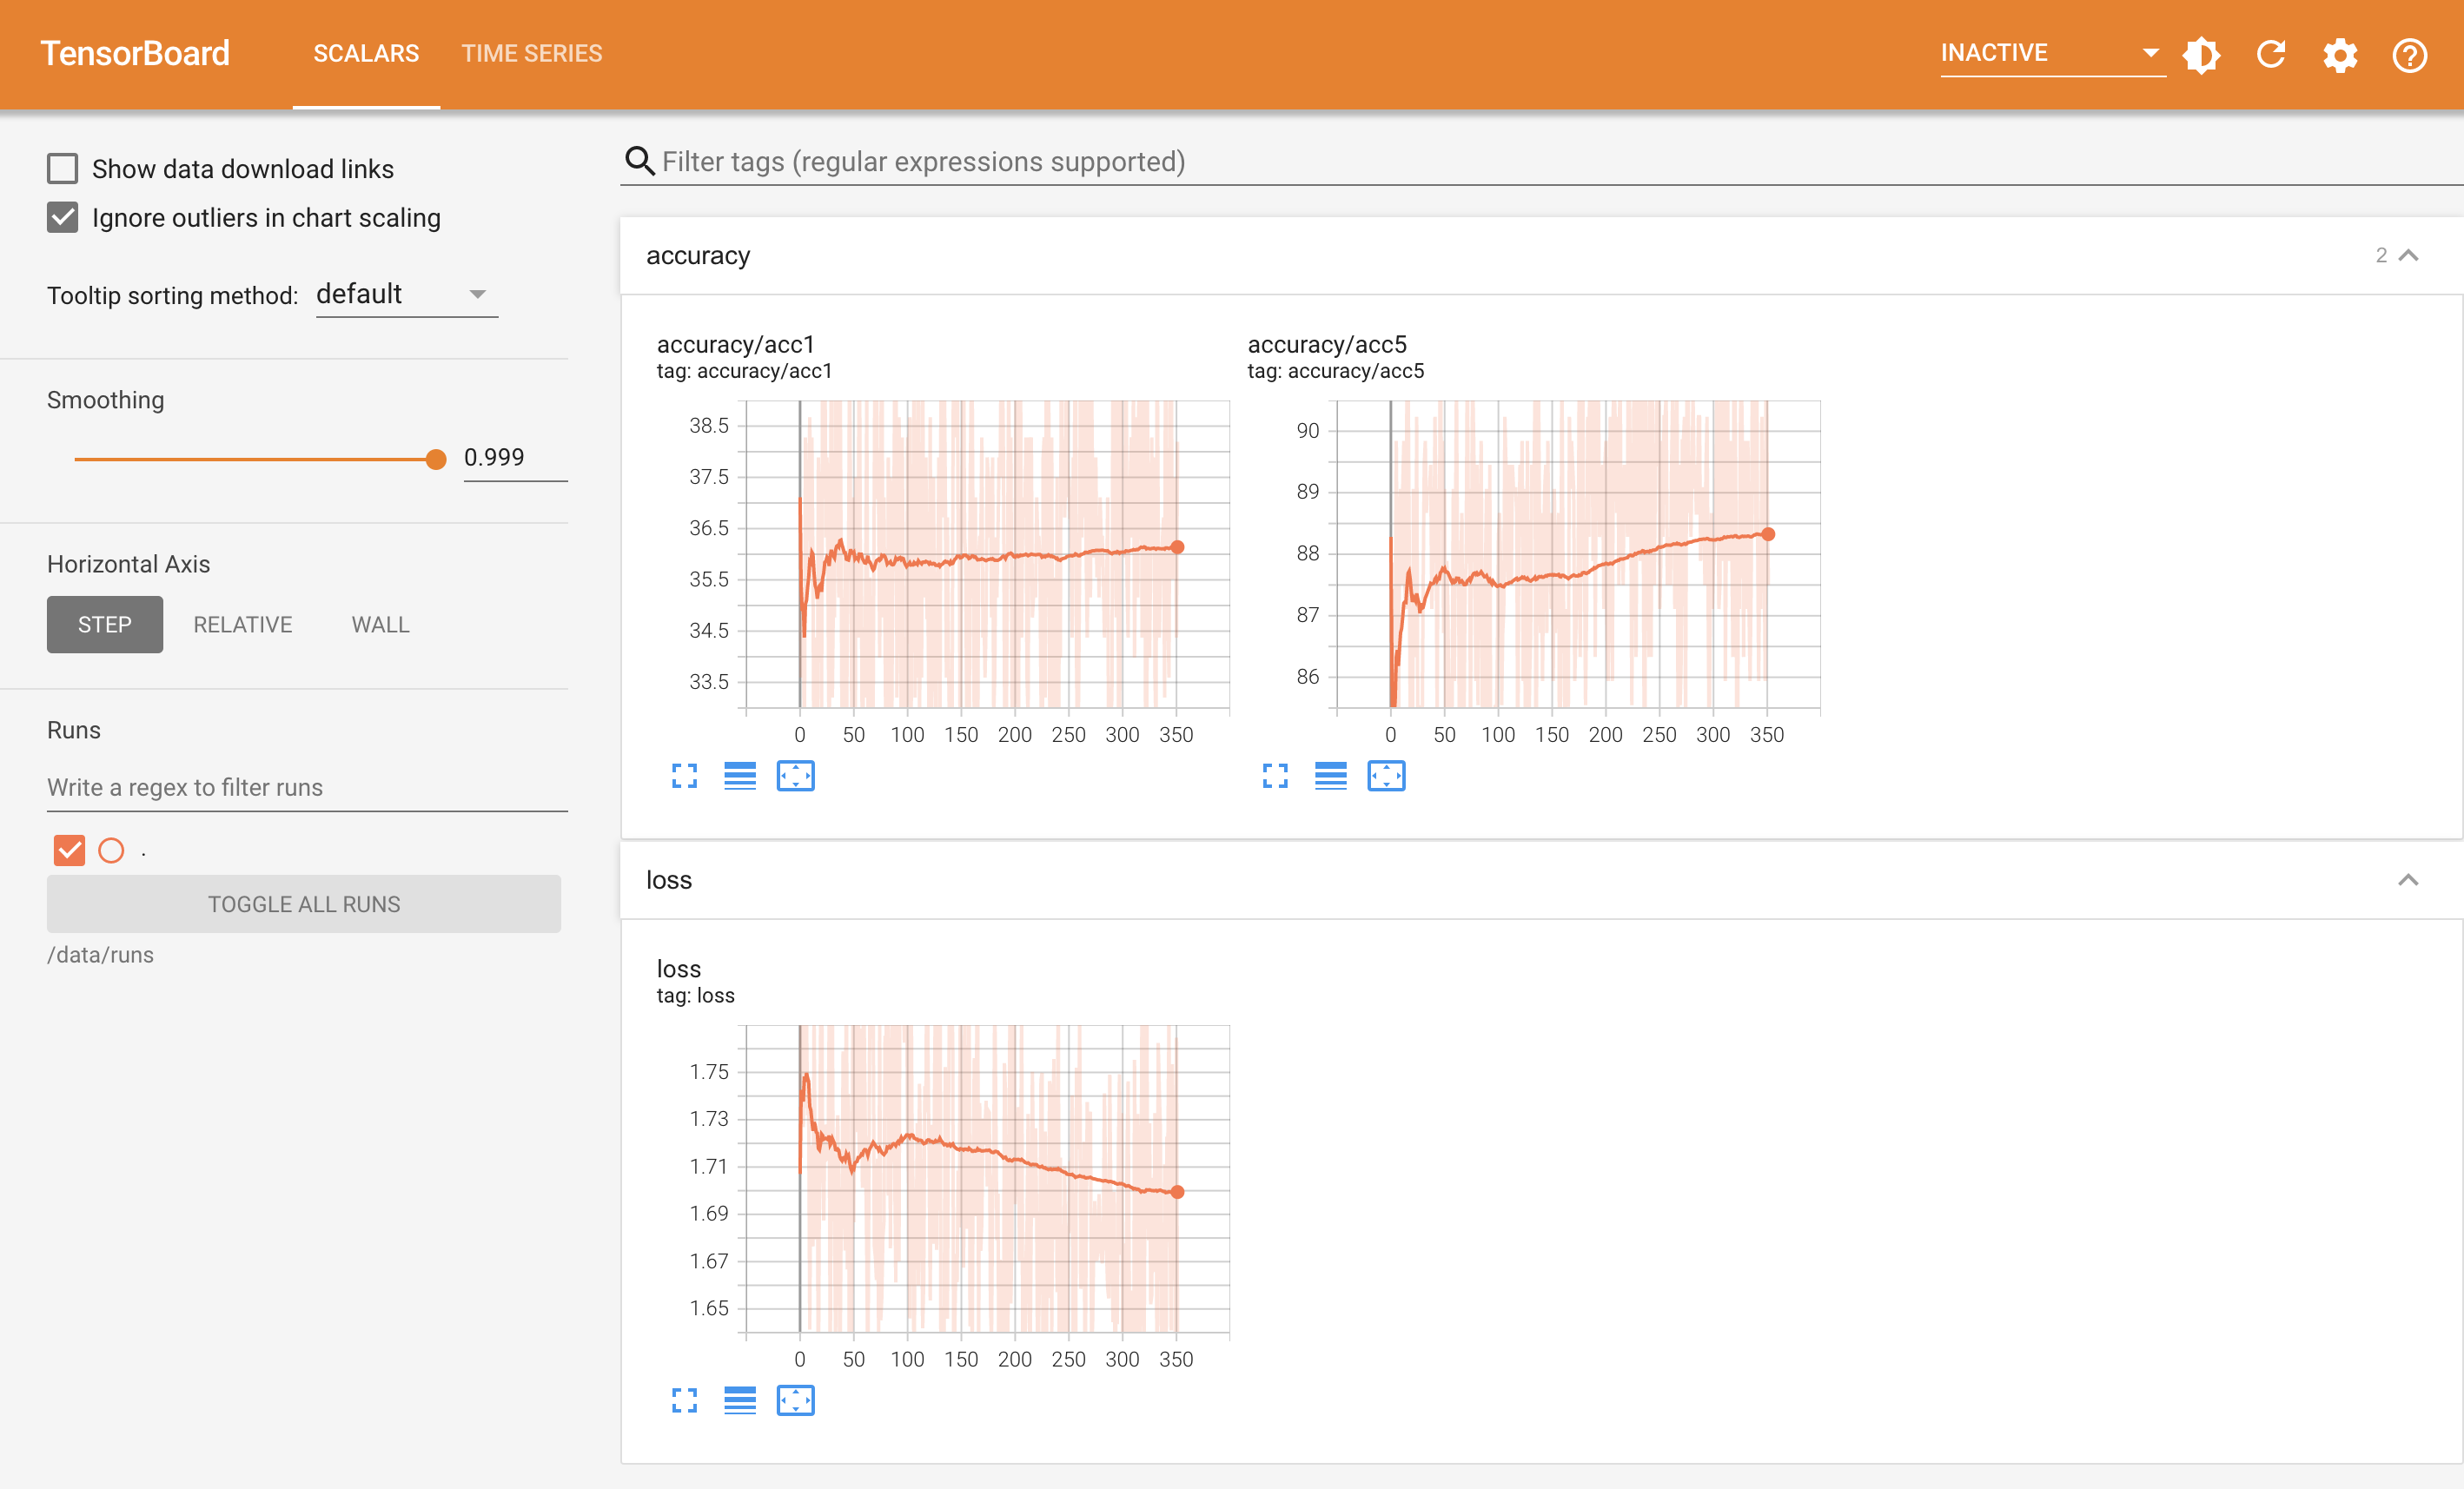 TensorBoard
SCALARS
TIME SERIES
INACTIVE
Show data download links
Ignore outliers in chart scaling
Tooltip sorting method: default
Smoothing
0.999
Horizontal Axis
STEP
RELATIVE
WALL
Runs
Write a regex to filter runs
.
TOGGLE ALL RUNS
/data/runs
Filter tags (regular expressions supported)
accuracy
2
accuracy/acc1
tag: accuracy/acc1
38.5
37.5
36.5
35.5
34.5
33.5
0 50 100 150 200 250 300 350
accuracy/acc5
tag: accuracy/acc5
90
89
88
87
86
0 50 100 150 200 250 300 350
loss
loss
tag: loss
1.75
1.73
1.71
1.69
1.67
1.65
0 50 100 150 200 250 300 350